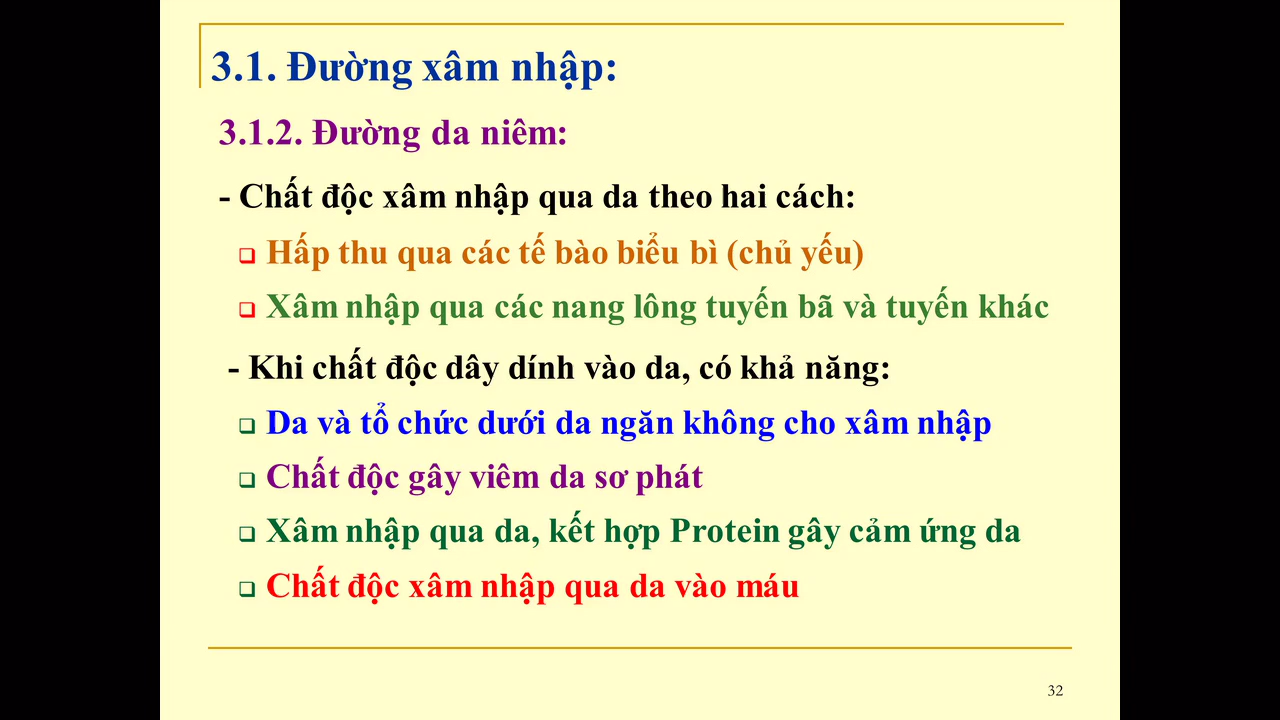 3.1. Đường xâm nhập:
3.1.2. Đường da niêm:
- Chất độc xâm nhập qua da theo hai cách:
❑ Hấp thu qua các tế bào biểu bì (chủ yếu)
❑ Xâm nhập qua các nang lông tuyến bã và tuyến khác
- Khi chất độc dây dính vào da, có khả năng:
❑ Da và tổ chức dưới da ngăn không cho xâm nhập
❑ Chất độc gây viêm da sơ phát
❑ Xâm nhập qua da, kết hợp Protein gây cảm ứng da
❑ Chất độc xâm nhập qua da vào máu
32